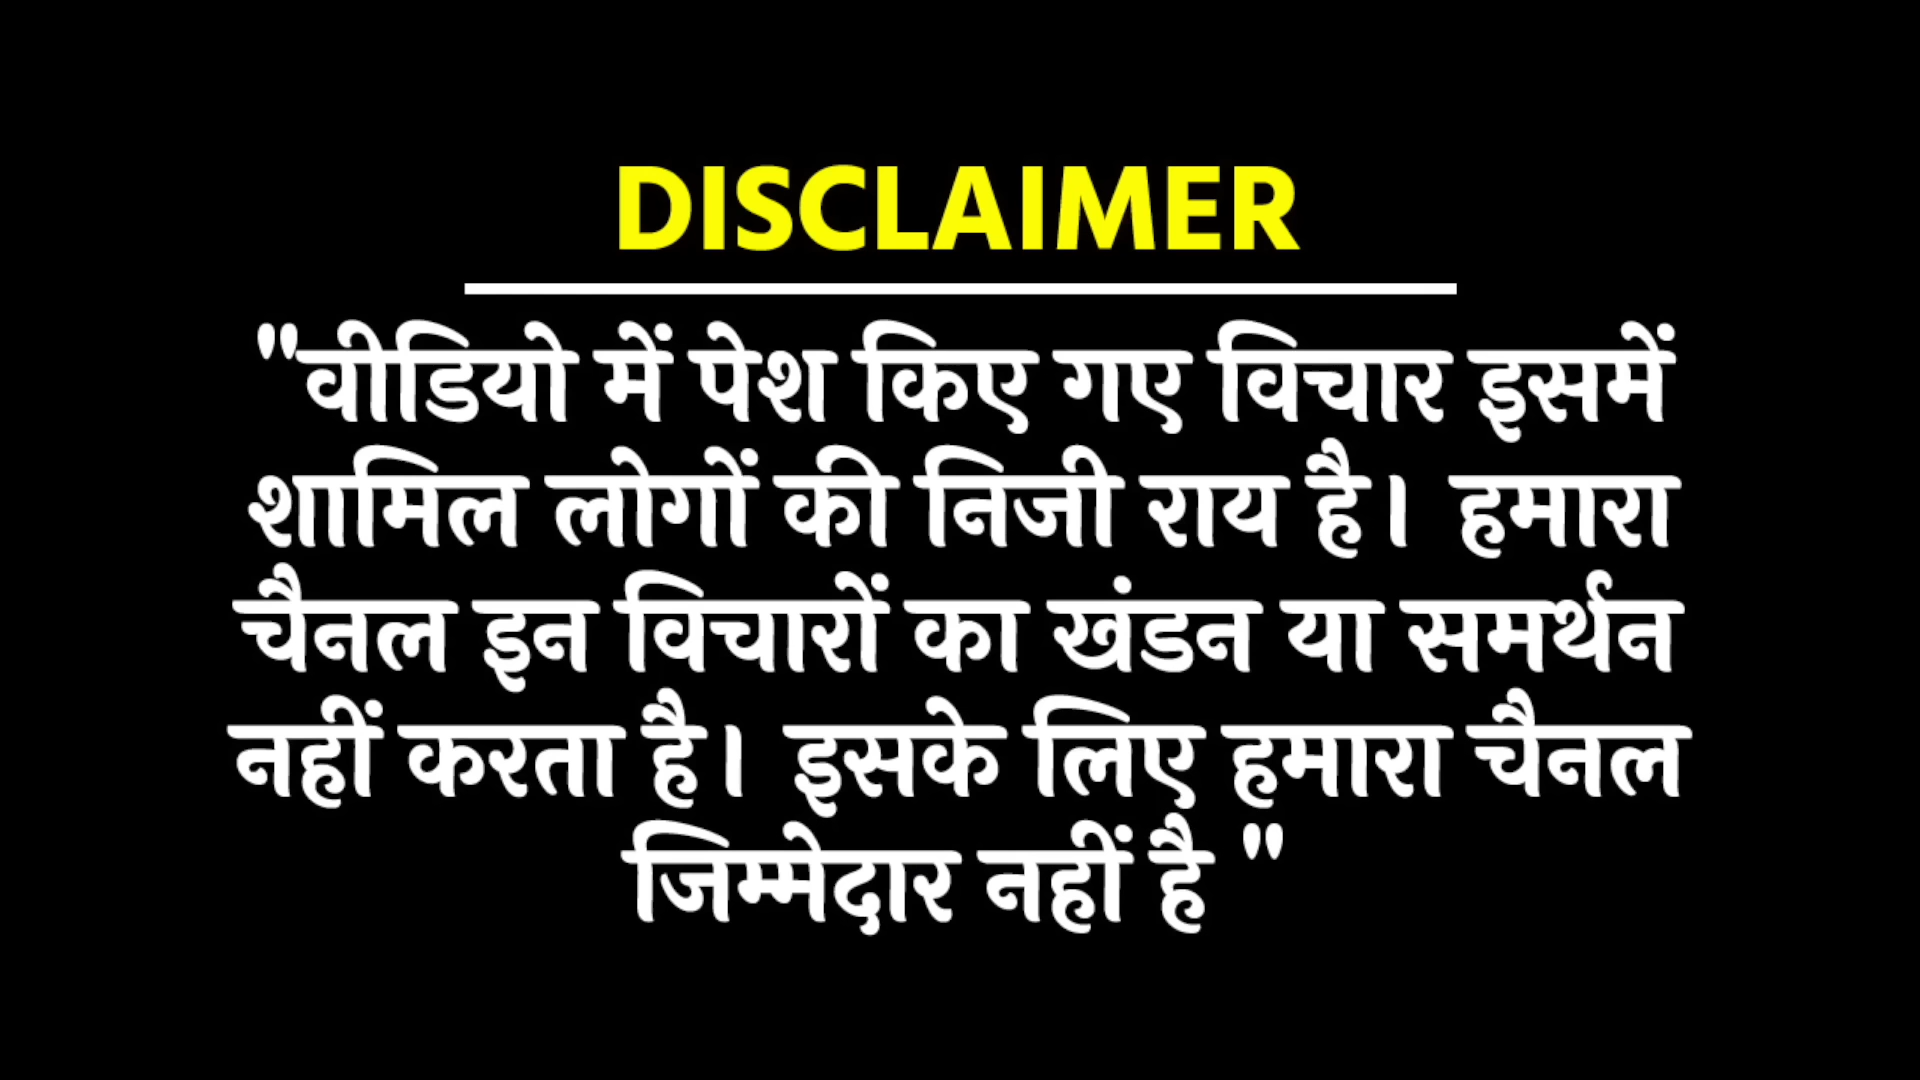 DISCLAIMER
"वीडियो में पेश किए गए विचार इसमें
शामिल लोगों की निजी राय है। हमारा
चैनल इन विचारों का खंडन या समर्थन
नहीं करता है। इसके लिए हमारा चैनल
जिम्मेदार नहीं है "